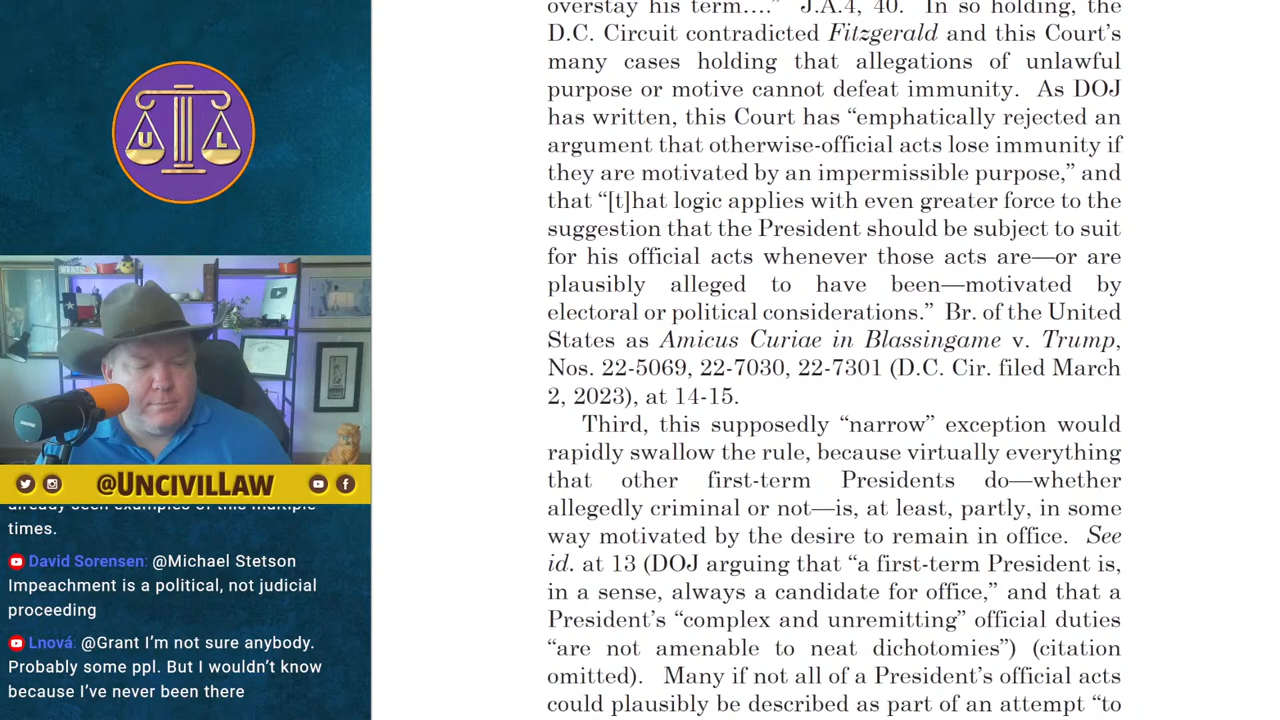 U L
@UNCIVILLAW
already seen examples of this multiple
times.
David Sorensen: @Michael Stetson
Impeachment is a political, not judicial
proceeding
Lnová: @Grant I’m not sure anybody.
Probably some ppl. But I wouldn’t know
because I’ve never been there
overstay his term….” J.A.4, 40. In so holding, the
D.C. Circuit contradicted Fitzgerald and this Court’s
many cases holding that allegations of unlawful
purpose or motive cannot defeat immunity. As DOJ
has written, this Court has “emphatically rejected an
argument that otherwise-official acts lose immunity if
they are motivated by an impermissible purpose,” and
that “[t]hat logic applies with even greater force to the
suggestion that the President should be subject to suit
for his official acts whenever those acts are—or are
plausibly alleged to have been—motivated by
electoral or political considerations.” Br. of the United
States as Amicus Curiae in Blassingame v. Trump,
Nos. 22-5069, 22-7030, 22-7301 (D.C. Cir. filed March
2, 2023), at 14-15.
Third, this supposedly “narrow” exception would
rapidly swallow the rule, because virtually everything
that other first-term Presidents do—whether
allegedly criminal or not—is, at least, partly, in some
way motivated by the desire to remain in office. See
id. at 13 (DOJ arguing that “a first-term President is,
in a sense, always a candidate for office,” and that a
President’s “complex and unremitting” official duties
“are not amenable to neat dichotomies”) (citation
omitted). Many if not all of a President’s official acts
could plausibly be described as part of an attempt “to